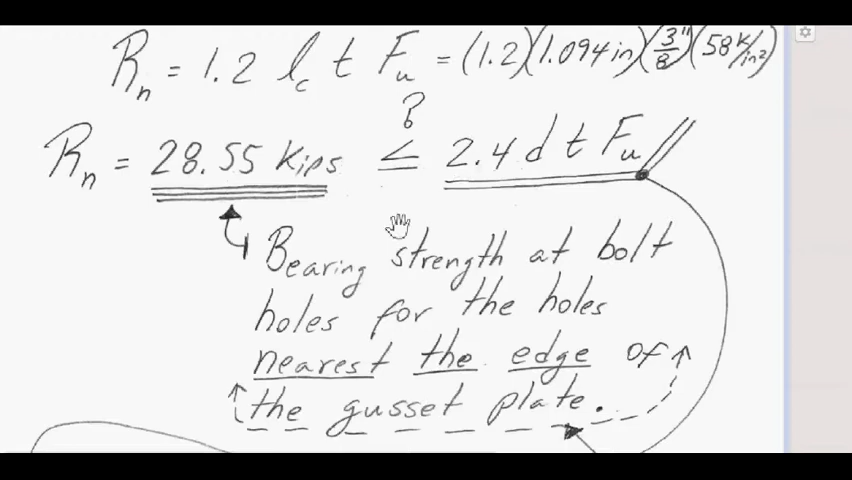 Rn = 1.2 lc t Fu = (1.2)(1.094 in)(3/8")(58 k/in²)
?
Rn = 28.55 Kips ≤ 2.4 d t Fu
Bearing strength at bolt
holes for the holes
nearest the edge of
the gusset plate.